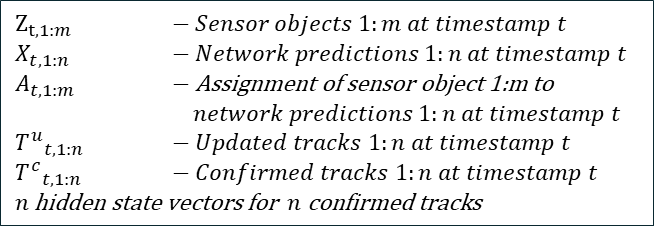 Z_{t,1:m} − Sensor objects 1:m at timestamp t
X_{t,1:n} − Network predictions 1:n at timestamp t
A_{t,1:m} − Assignment of sensor object 1:m to
network predictions 1:n at timestamp t
T^u_{t,1:n} − Updated tracks 1:n at timestamp t
T^c_{t,1:n} − Confirmed tracks 1:n at timestamp t
n hidden state vectors for n confirmed tracks